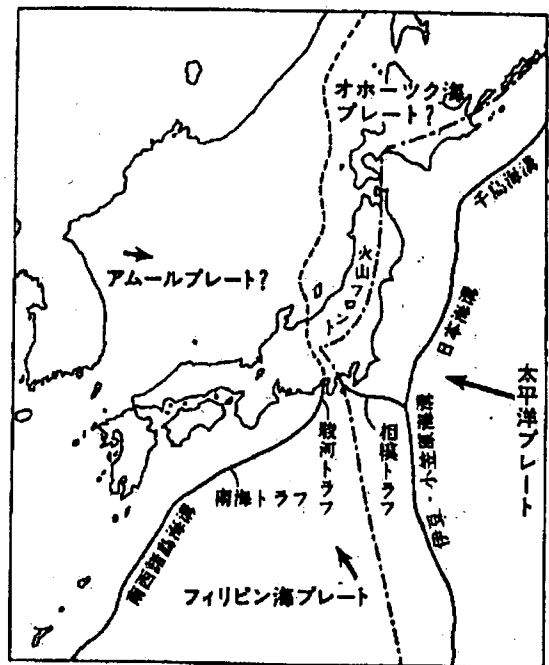 オホーツク海
プレート?
千島海溝
火山フロント
アムールプレート?
日本海溝
太平洋プレート
伊豆・小笠原海溝
相模トラフ
駿河トラフ
南海トラフ
南西諸島海溝
フィリピン海プレート